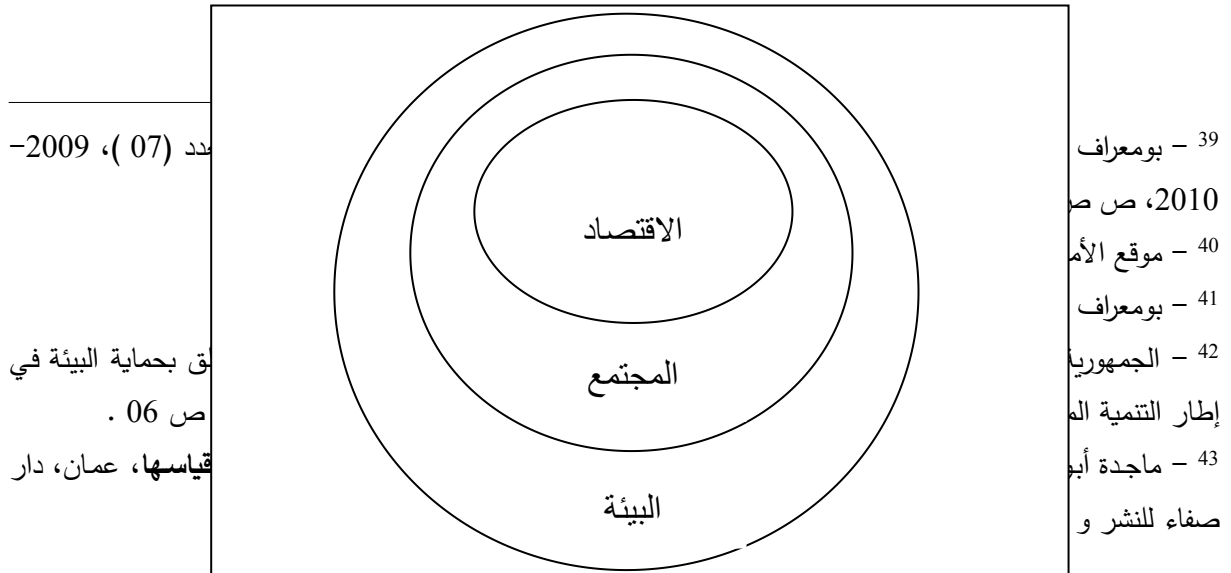 الاقتصاد
المجتمع
البيئة
39 – بومعراف
دد (07 )، 2009-
2010، ص ص
40 – موقع الأم
41 – بومعراف
42 – الجمهورية
لق بحماية البيئة في
إطار التنمية الم
ص 06 .
43 – ماجدة أبو
قياسها، عمان، دار
صفاء للنشر و